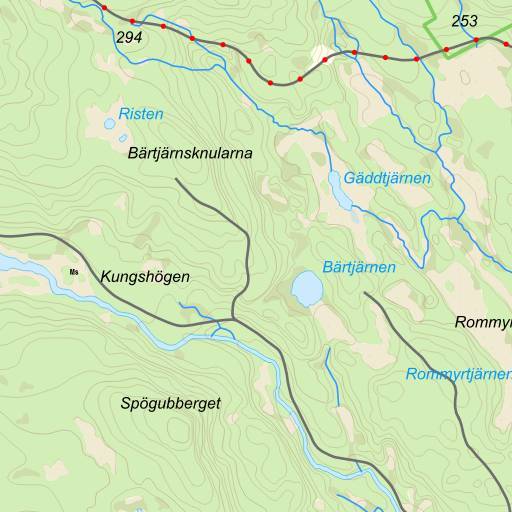 253
294
Risten
Bärtjärnsknularna
Gäddtjärnen
Bärtjärnen
Ms
Kungshögen
Rommyrtjärnen
Spögubberget